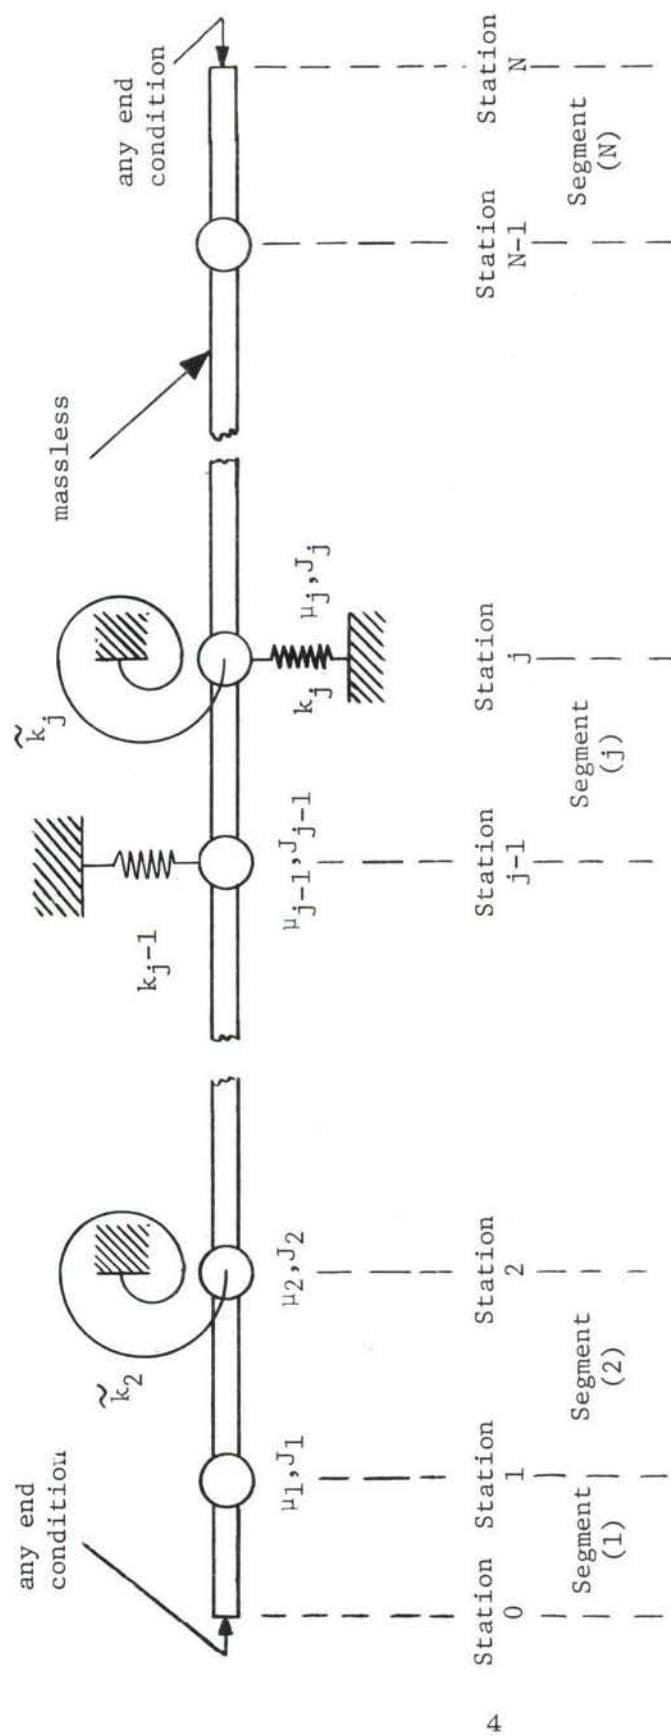 any end
condition
massless
any end
condition
k̃2
kj-1
k̃j
kj
μ1,J1
μ2,J2
μj-1,Jj-1
μj,Jj
Station
0
Station
1
Station
2
Station
j-1
Station
j
Station
N-1
Station
N
Segment
(1)
Segment
(2)
Segment
(j)
Segment
(N)
4